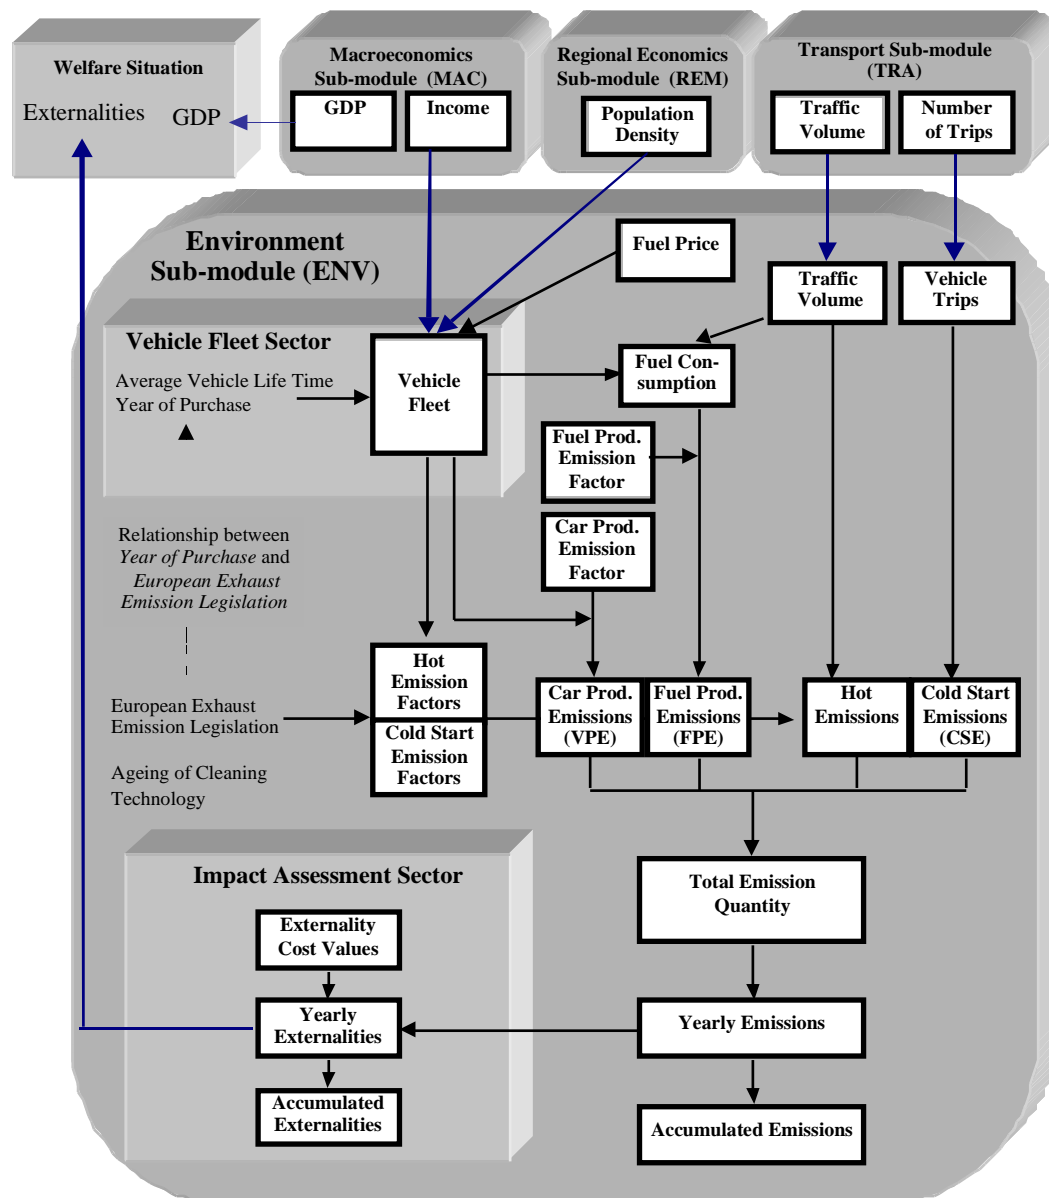 Welfare Situation
Externalities
GDP
Macroeconomics
Sub-module (MAC)
GDP
Income
Regional Economics
Sub-module (REM)
Population
Density
Transport Sub-module
(TRA)
Traffic
Volume
Number
of Trips
Environment
Sub-module (ENV)
Fuel Price
Traffic
Volume
Vehicle
Trips
Vehicle Fleet Sector
Average Vehicle Life Time
Year of Purchase
Vehicle
Fleet
Fuel Con-
sumption
Fuel Prod.
Emission
Factor
Car Prod.
Emission
Factor
Relationship between
Year of Purchase and
European Exhaust
Emission Legislation
European Exhaust
Emission Legislation
Ageing of Cleaning
Technology
Hot
Emission
Factors
Cold Start
Emission
Factors
Car Prod.
Emissions
(VPE)
Fuel Prod.
Emissions
(FPE)
Hot
Emissions
Cold Start
Emissions
(CSE)
Impact Assessment Sector
Externality
Cost Values
Yearly
Externalities
Accumulated
Externalities
Total Emission
Quantity
Yearly Emissions
Accumulated Emissions